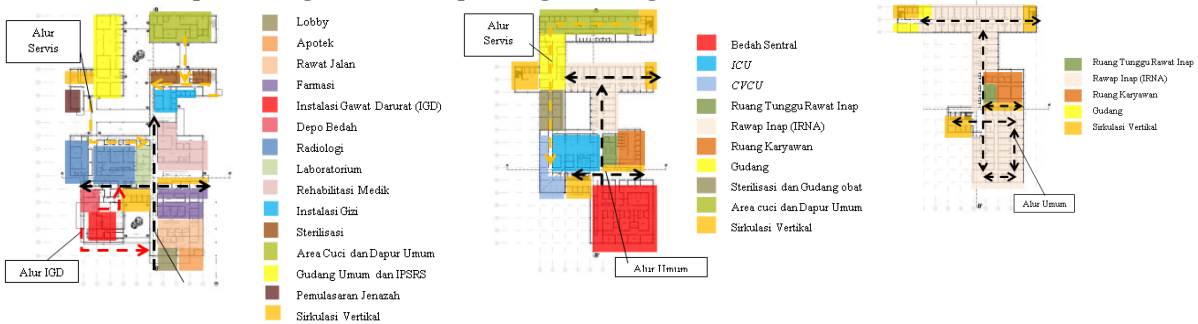 Alur
Servis
Alur IGD
Lobby
Apotek
Rawat Jalan
Farmasi
Instalasi Gawat Darurat (IGD)
Depo Bedah
Radiologi
Laboratorium
Rehabilitasi Medik
Instalasi Gizi
Sterilisasi
Area Cuci dan Dapur Umum
Gudang Umum dan IPSRS
Pemulasaran Jenazah
Sirkulasi Vertikal
Alur
Servis
Alur Umum
Bedah Sentral
ICU
CVCU
Ruang Tunggu Rawat Inap
Rawap Inap (IRNA)
Ruang Karyawan
Gudang
Sterilisasi dan Gudang obat
Area cuci dan Dapur Umum
Sirkulasi Vertikal
Alur Umum
Ruang Tunggu Rawat Inap
Rawap Inap (IRNA)
Ruang Karyawan
Gudang
Sirkulasi Vertikal